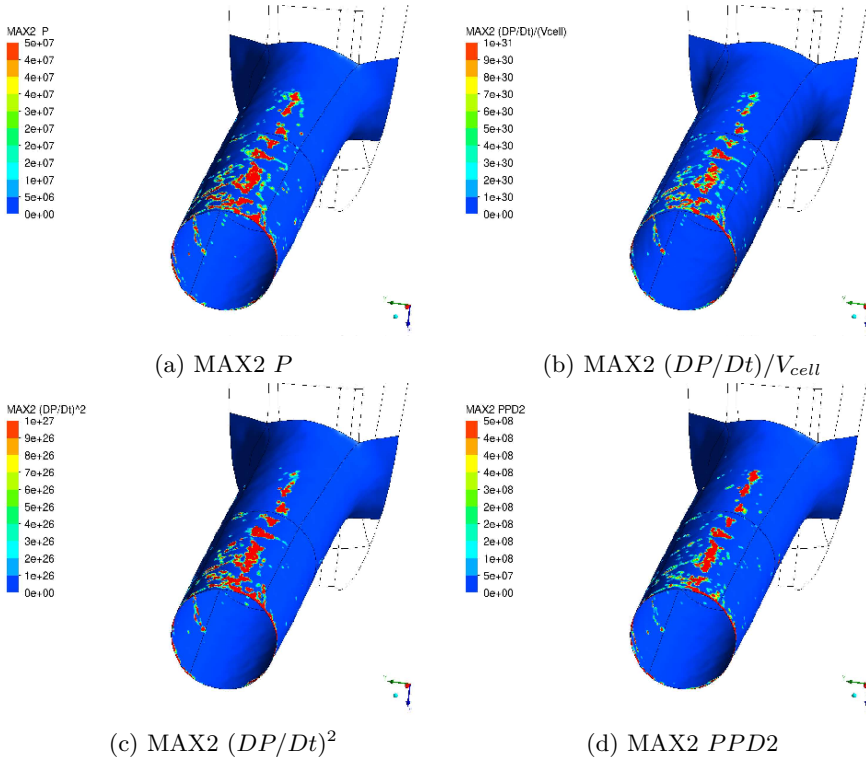 MAX2 P
5e+07
4e+07
4e+07
3e+07
3e+07
2e+07
2e+07
1e+07
1e+07
5e+06
0e+00
(a) MAX2 P
MAX2 (DP/Dt)/(Vcell)
1e+31
9e+30
8e+30
7e+30
6e+30
5e+30
4e+30
3e+30
2e+30
1e+30
0e+00
(b) MAX2 (DP/Dt)/Vcell
MAX2 (DP/Dt)^2
1e+27
9e+26
8e+26
7e+26
6e+26
5e+26
4e+26
3e+26
2e+26
1e+26
0e+00
(c) MAX2 (DP/Dt)²
MAX2 PPD2
5e+08
4e+08
4e+08
4e+08
3e+08
2e+08
2e+08
2e+08
1e+08
5e+07
0e+00
(d) MAX2 PPD2